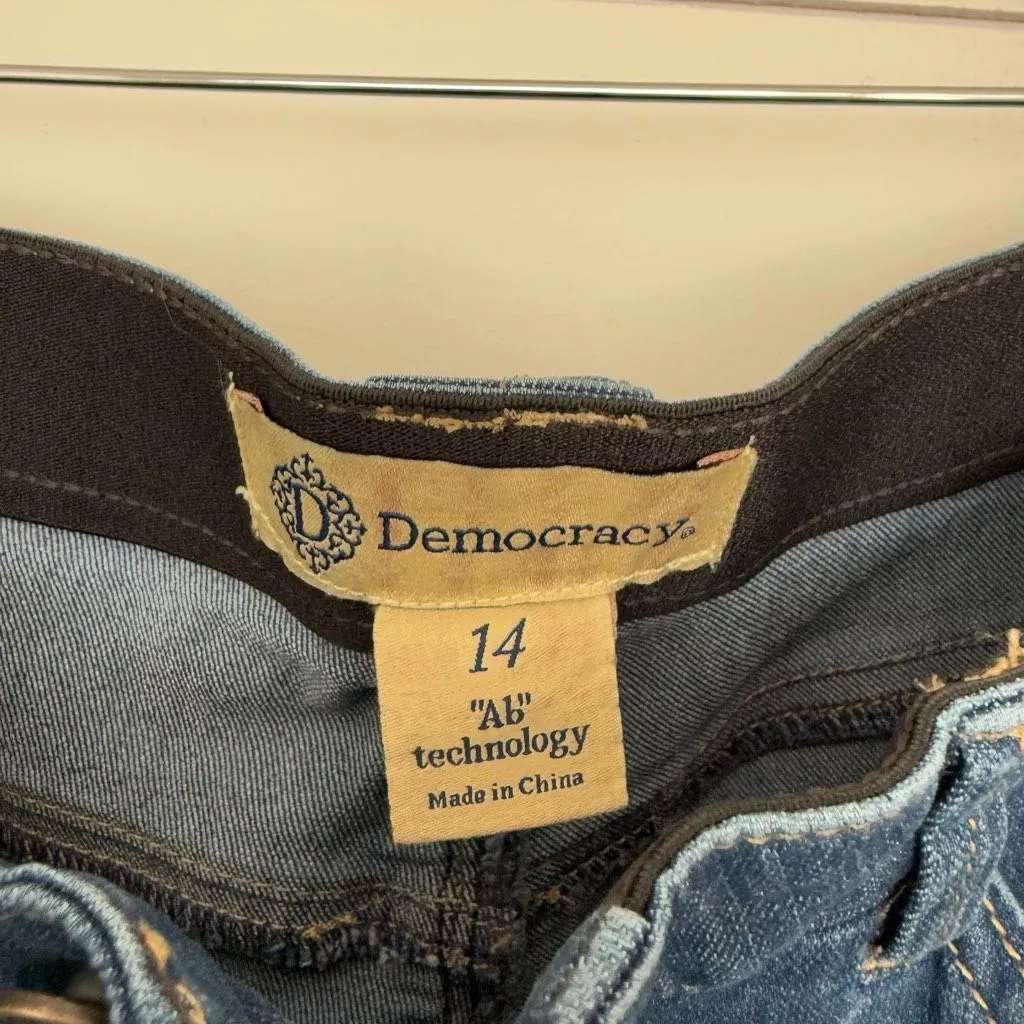 D Democracy®
14
"Ab"
technology
Made in China